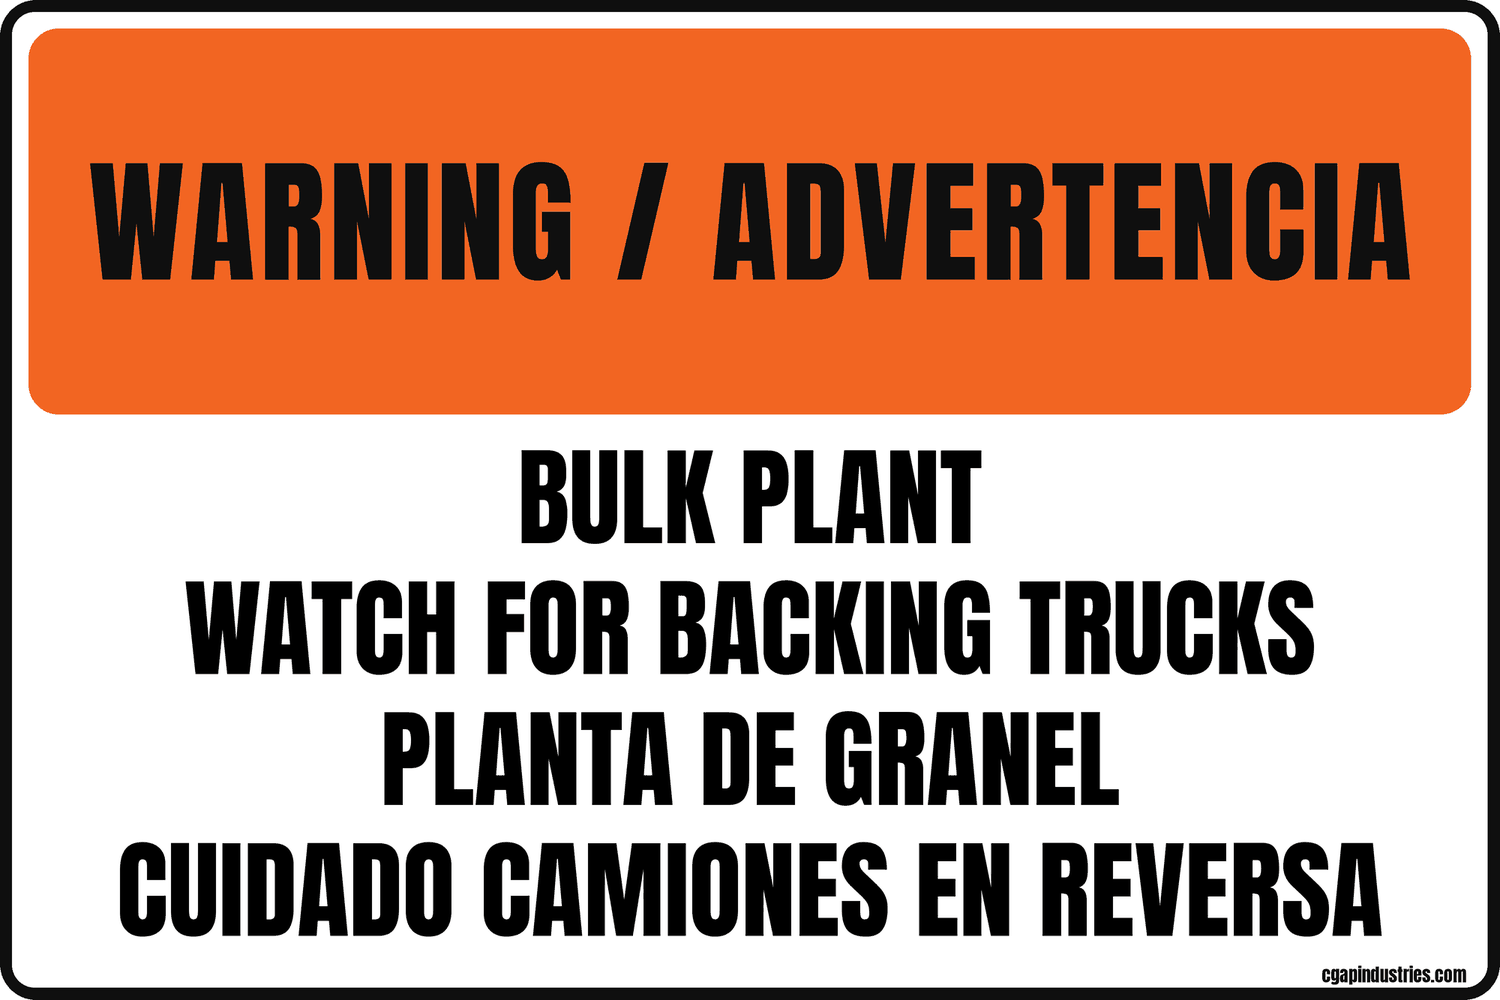 WARNING / ADVERTENCIA
BULK PLANT
WATCH FOR BACKING TRUCKS
PLANTA DE GRANEL
CUIDADO CAMIONES EN REVERSA
cgapindustries.com